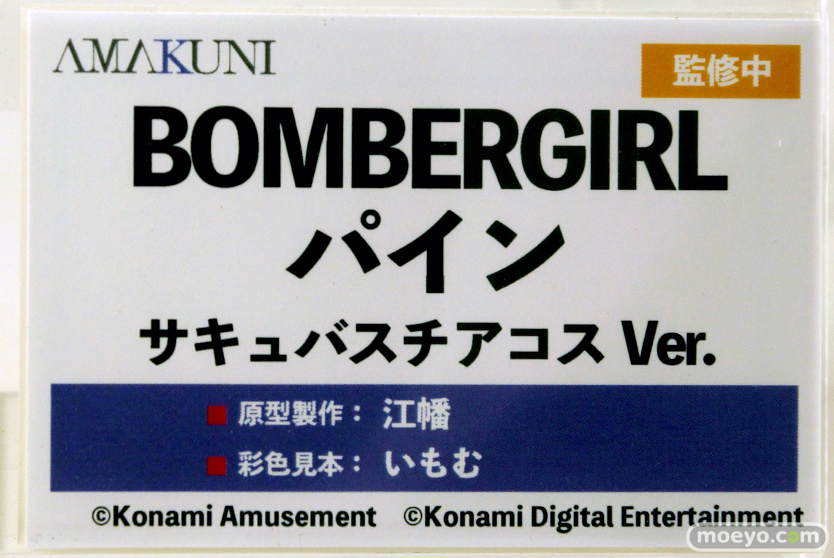 AMAKUNI
監修中
BOMBERGIRL
パイン
サキュバスチアコス Ver.
■ 原型製作： 江幡
■ 彩色見本： いもむ
©Konami Amusement ©Konami Digital Entertainment
moeyo.com